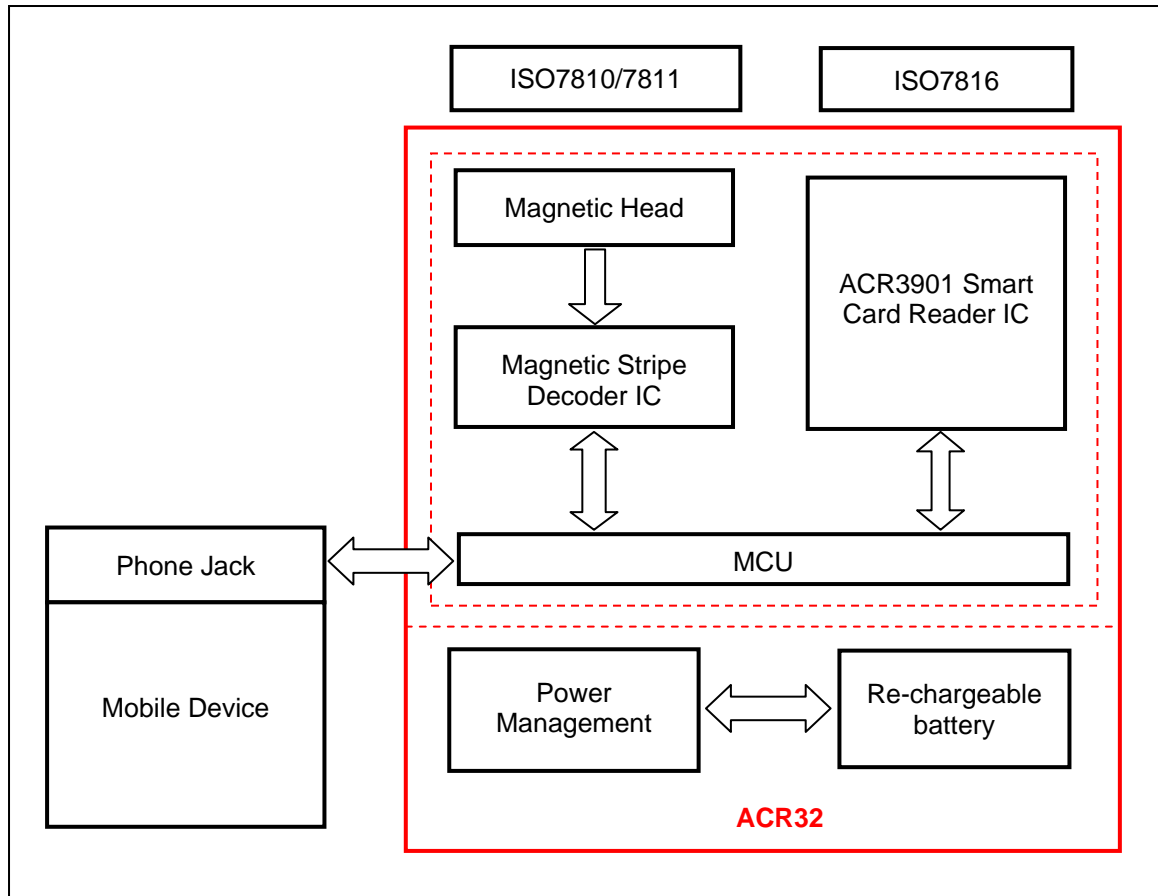 ISO7810/7811
ISO7816
Magnetic Head
ACR3901 Smart
Card Reader IC
Magnetic Stripe
Decoder IC
Phone Jack
MCU
Mobile Device
Power
Management
Re-chargeable
battery
ACR32